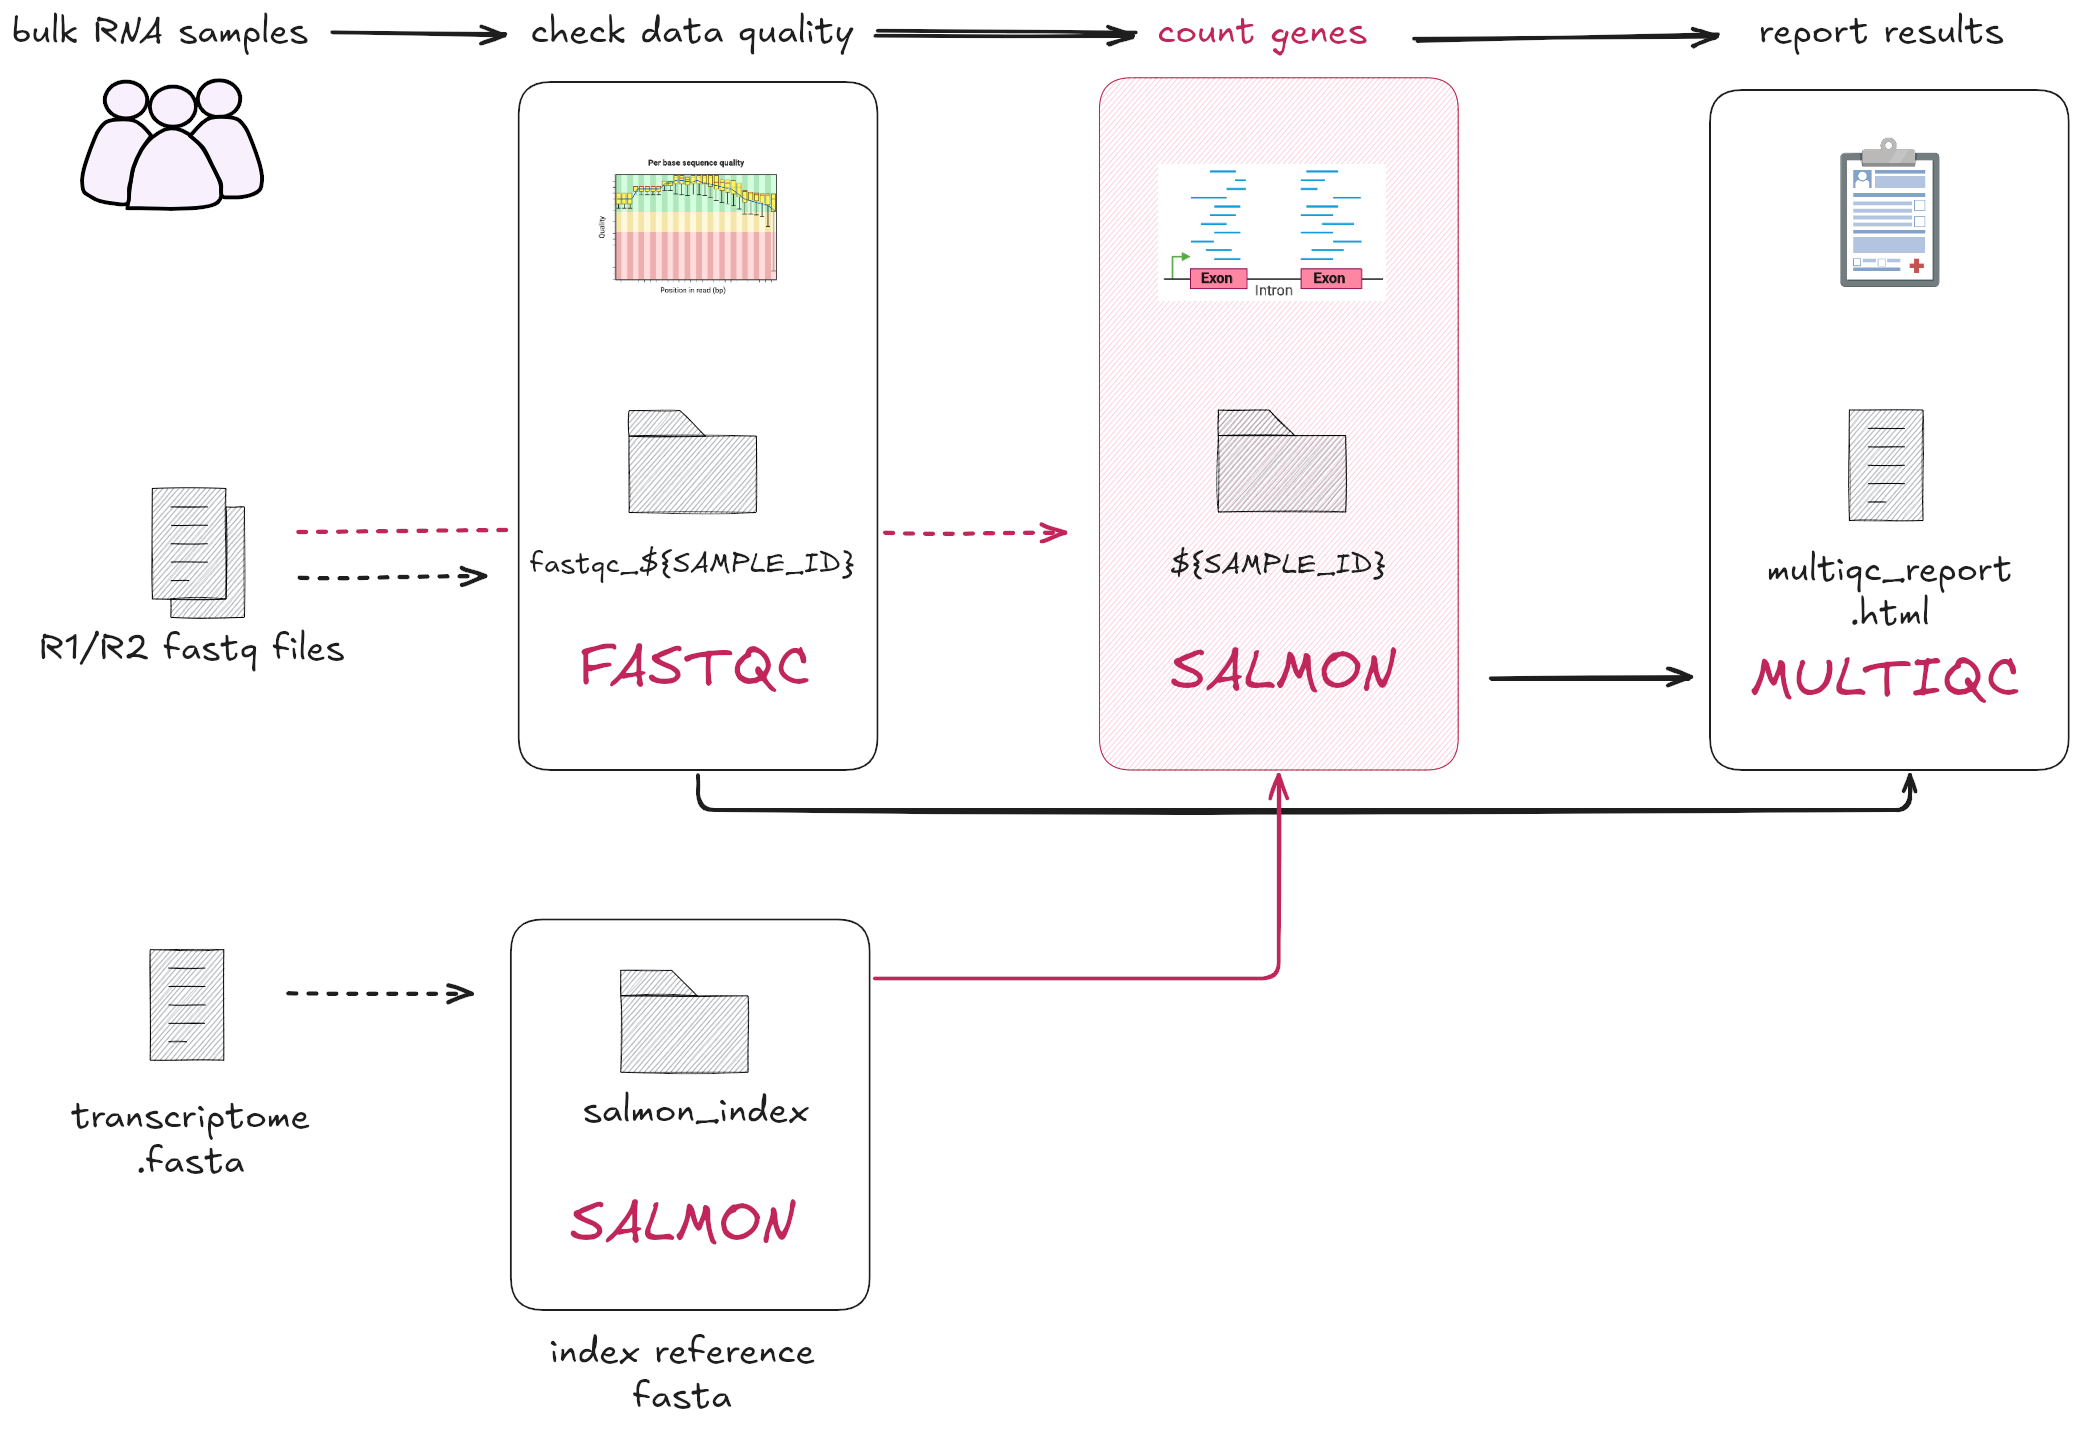 bulk RNA samples
check data quality
count genes
report results
Per base sequence quality
Quality
Position in read (bp)
Exon
Exon
Intron
R1/R2 fastq files
fastqc_${SAMPLE_ID}
FASTQC
${SAMPLE_ID}
SALMON
multiqc_report
.html
MULTIQC
transcriptome
.fasta
salmon_index
SALMON
index reference
fasta